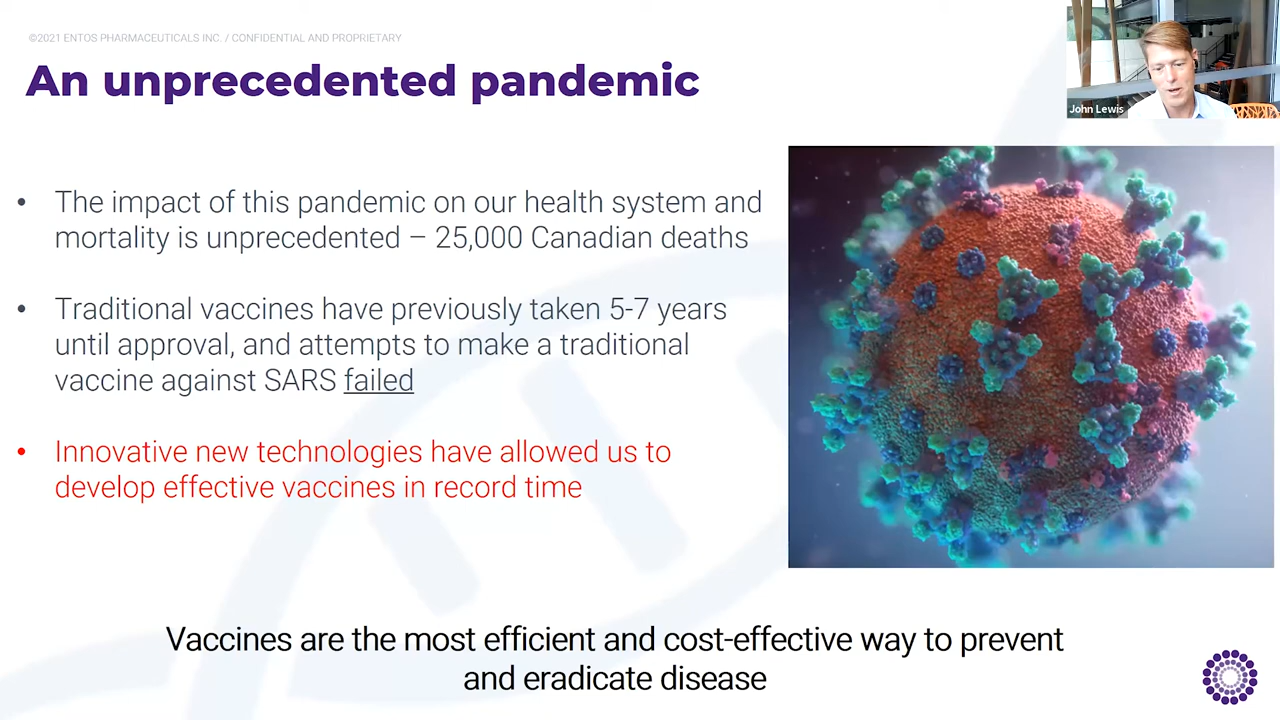 ©2021 ENTOS PHARMACEUTICALS INC. / CONFIDENTIAL AND PROPRIETARY
An unprecedented pandemic
John Lewis
• The impact of this pandemic on our health system and
mortality is unprecedented – 25,000 Canadian deaths
• Traditional vaccines have previously taken 5-7 years
until approval, and attempts to make a traditional
vaccine against SARS failed
• Innovative new technologies have allowed us to
develop effective vaccines in record time
Vaccines are the most efficient and cost-effective way to prevent
and eradicate disease